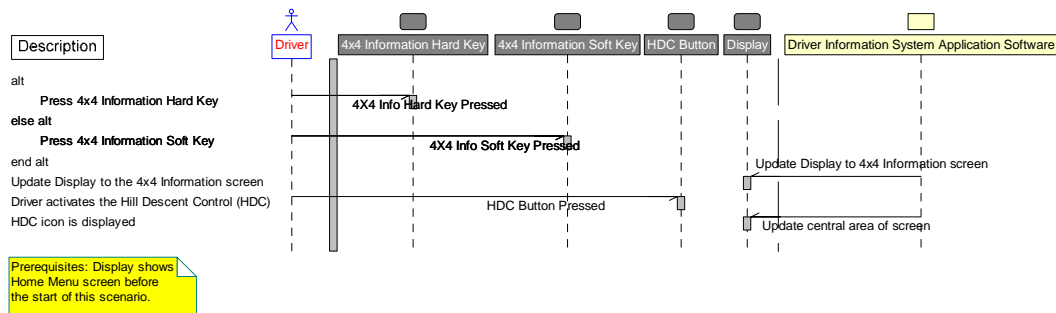 Description
Driver
4x4 Information Hard Key
4x4 Information Soft Key
HDC Button
Display
Driver Information System Application Software
alt
Press 4x4 Information Hard Key
4X4 Info Hard Key Pressed
else alt
Press 4x4 Information Soft Key
4X4 Info Soft Key Pressed
end alt
Update Display to 4x4 Information screen
Update Display to the 4x4 Information screen
Driver activates the Hill Descent Control (HDC)
HDC Button Pressed
HDC icon is displayed
Update central area of screen
Prerequisites: Display shows
Home Menu screen before
the start of this scenario.